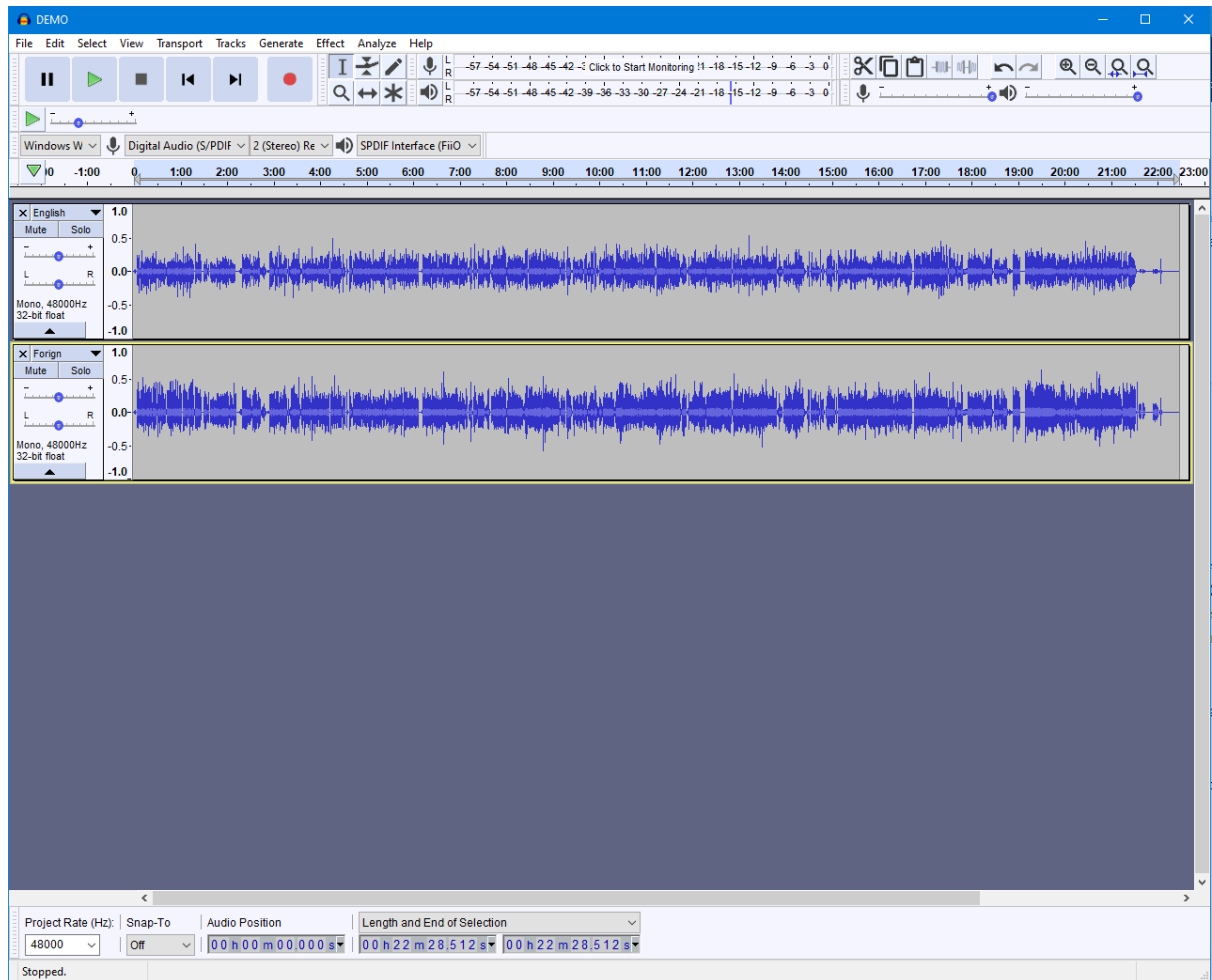 DEMO
File Edit Select View Transport Tracks Generate Effect Analyze Help
L R -57 -54 -51 -48 -45 -42 -3 Click to Start Monitoring !1 -18 -15 -12 -9 -6 -3 0
L R -57 -54 -51 -48 -45 -42 -39 -36 -33 -30 -27 -24 -21 -18 -15 -12 -9 -6 -3 0
Windows W Digital Audio (S/PDIF 2 (Stereo) Re SPDIF Interface (FiiO
-1:00 0 1:00 2:00 3:00 4:00 5:00 6:00 7:00 8:00 9:00 10:00 11:00 12:00 13:00 14:00 15:00 16:00 17:00 18:00 19:00 20:00 21:00 22:00 23:00
English 1.0
Mute Solo
0.5
L R 0.0
Mono, 48000Hz -0.5
32-bit float
-1.0
Forign 1.0
Mute Solo
0.5
L R 0.0
Mono, 48000Hz -0.5
32-bit float
-1.0
Project Rate (Hz): Snap-To Audio Position Length and End of Selection
48000 Off 00 h 00 m 00.000 s 00 h 22 m 28.512 s 00 h 22 m 28.512 s
Stopped.